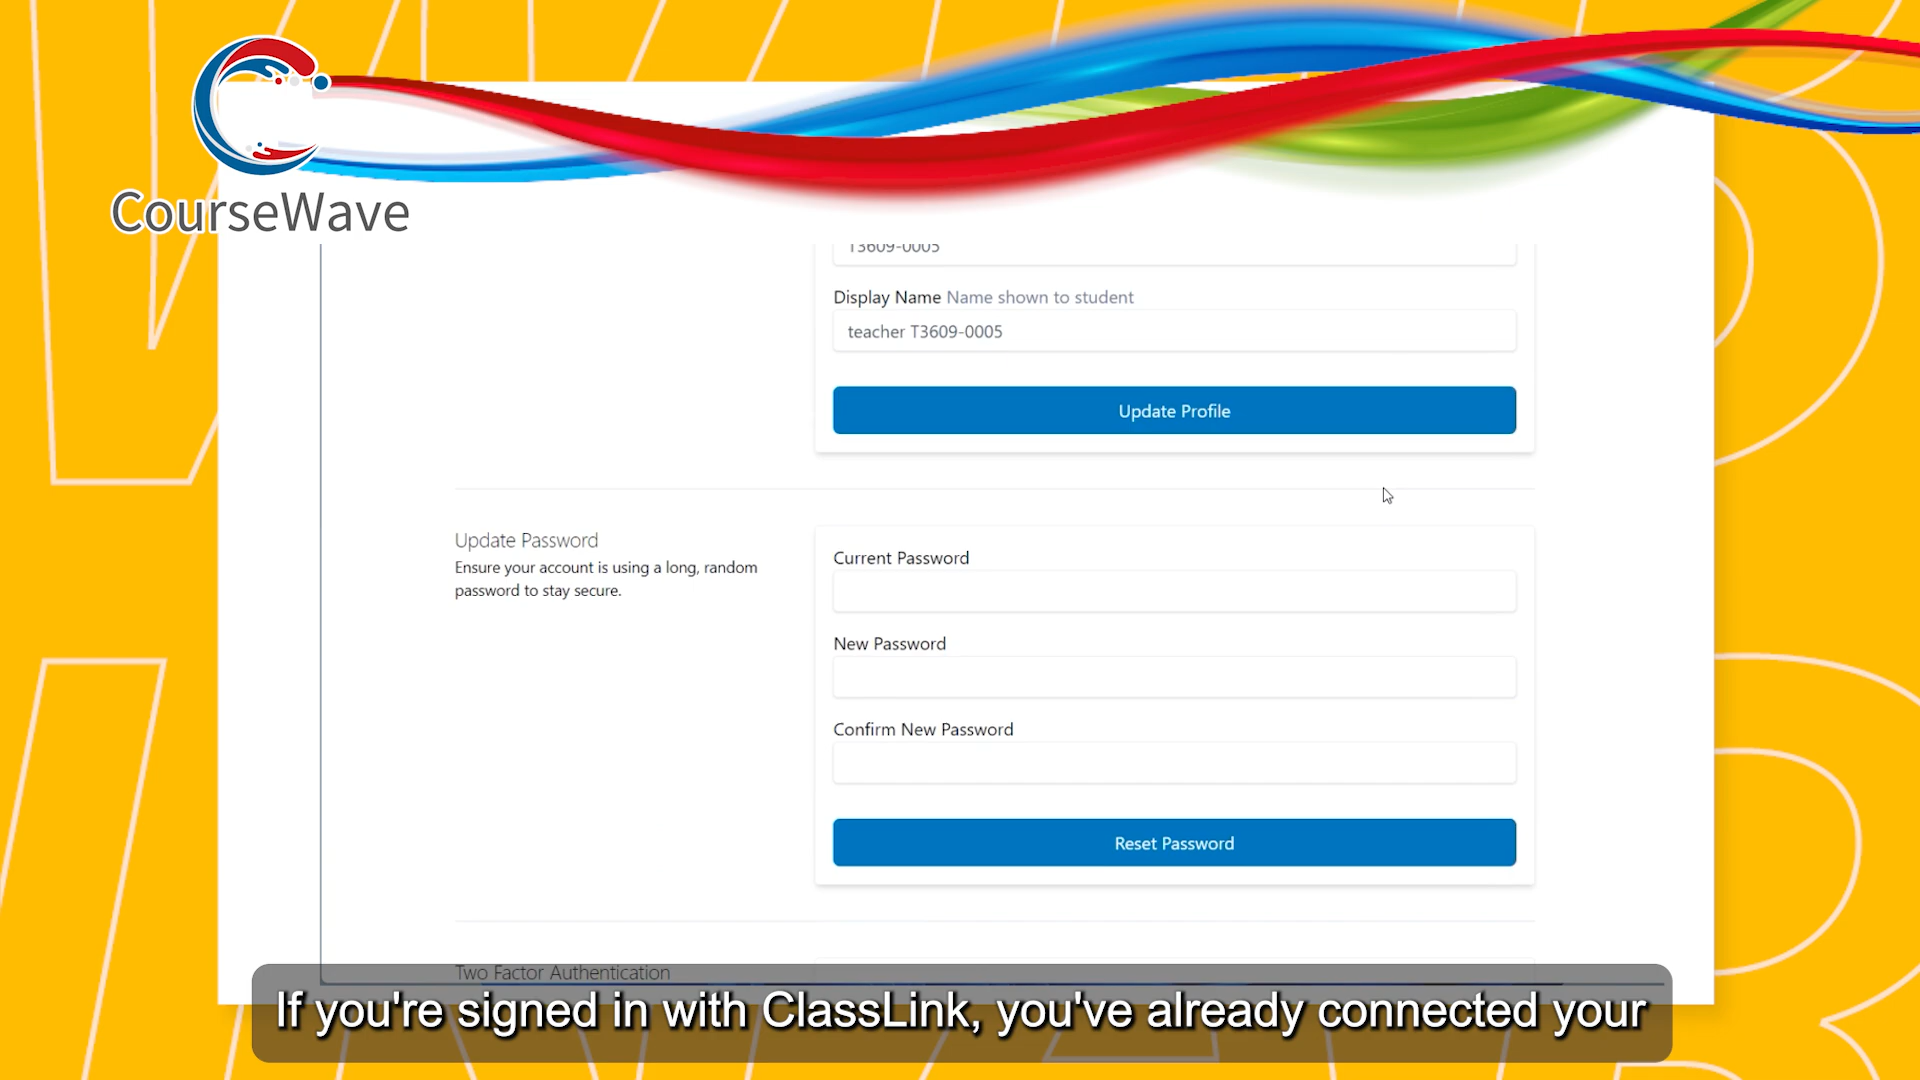 CourseWave
T3609-0005
Display Name Name shown to student
teacher T3609-0005
Update Profile
Update Password
Ensure your account is using a long, random
password to stay secure.
Current Password
New Password
Confirm New Password
Reset Password
Two Factor Authentication
If you're signed in with ClassLink, you've already connected your